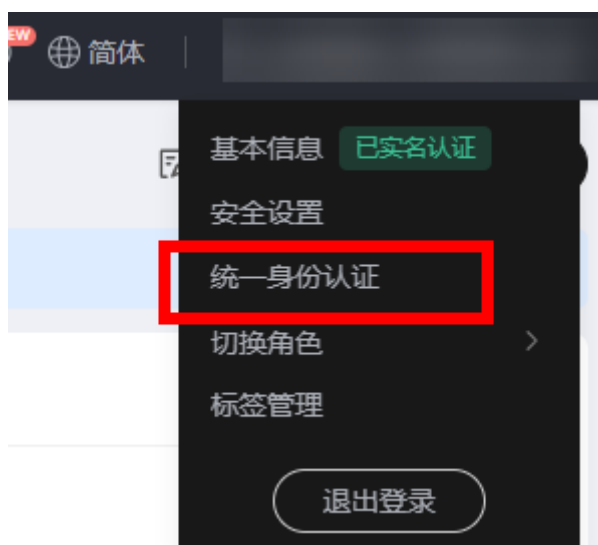 EW 简体
基本信息 已实名认证
安全设置
统一身份认证
切换角色
标签管理
退出登录